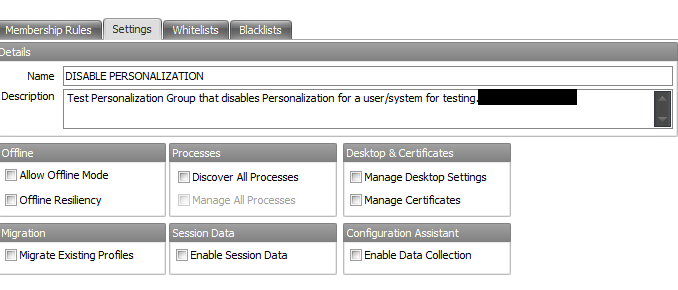 Membership Rules Settings Whitelists Blacklists
Details
Name DISABLE PERSONALIZATION
Description Test Personalization Group that disables Personalization for a user/system for testing.
Offline Processes Desktop & Certificates
Allow Offline Mode Discover All Processes Manage Desktop Settings
Offline Resiliency Manage All Processes Manage Certificates
Migration Session Data Configuration Assistant
Migrate Existing Profiles Enable Session Data Enable Data Collection